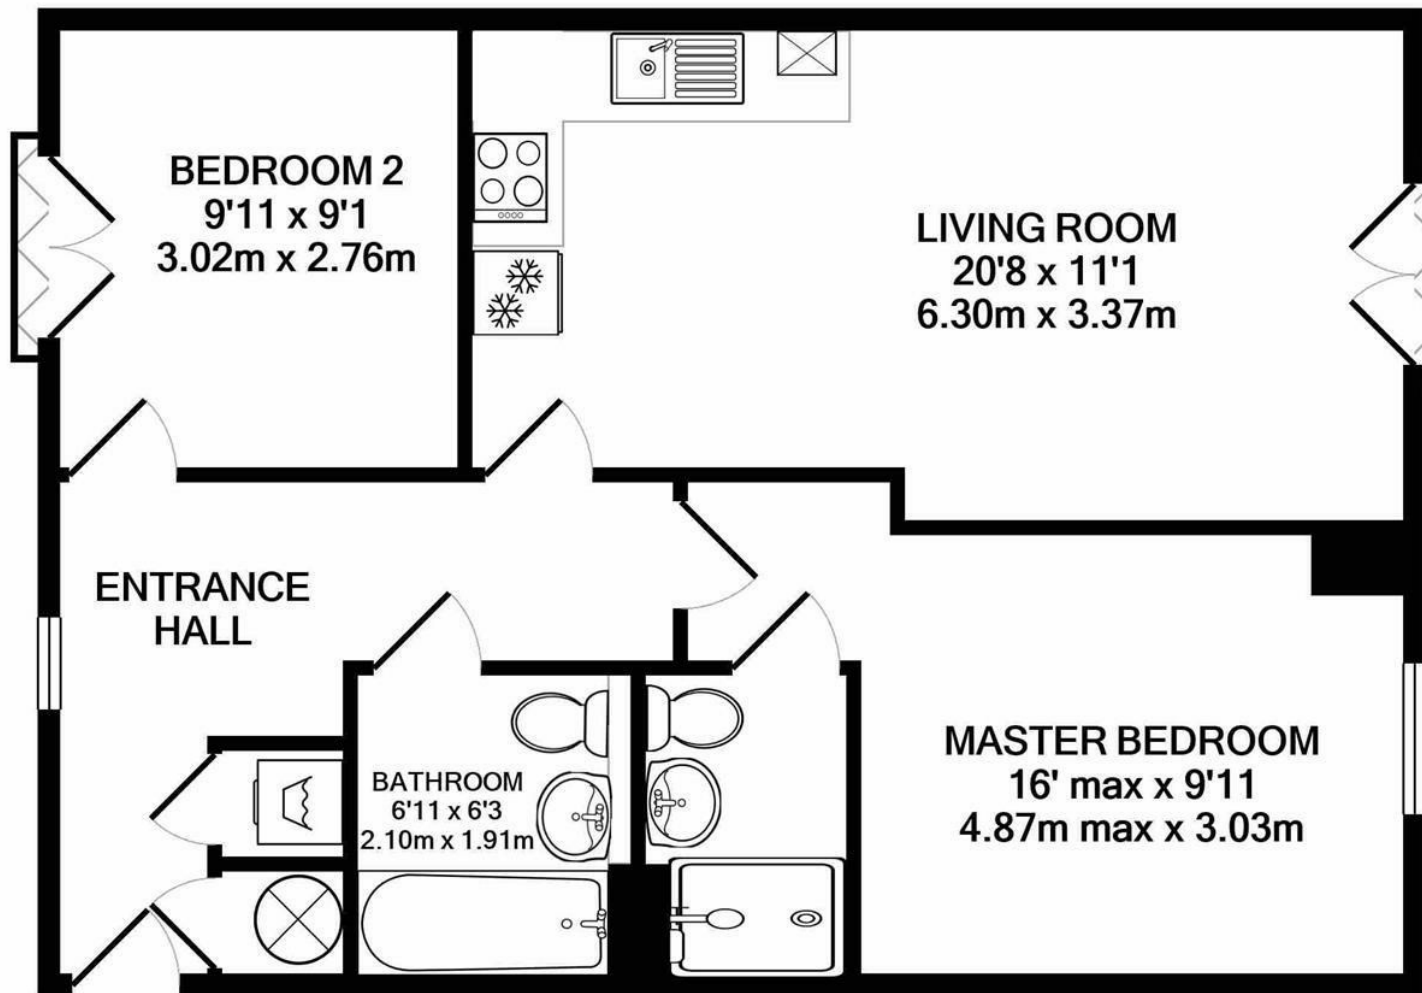 BEDROOM 2
9'11 x 9'1
3.02m x 2.76m
LIVING ROOM
20'8 x 11'1
6.30m x 3.37m
ENTRANCE
HALL
BATHROOM
6'11 x 6'3
2.10m x 1.91m
MASTER BEDROOM
16' max x 9'11
4.87m max x 3.03m